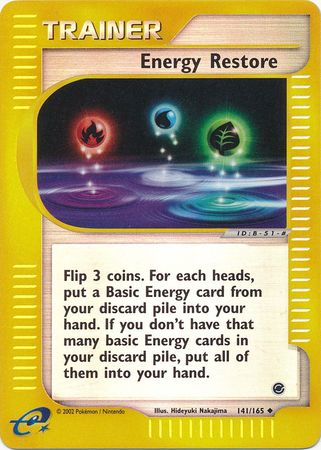 TRAINER
Energy Restore
ID:B-51-#
Flip 3 coins. For each heads,
put a Basic Energy card from
your discard pile into your
hand. If you don't have that
many basic Energy cards in
your discard pile, put all of
them into your hand.
e
© 2002 Pokémon / Nintendo Illus. Hideyuki Nakajima 141/165 ◆